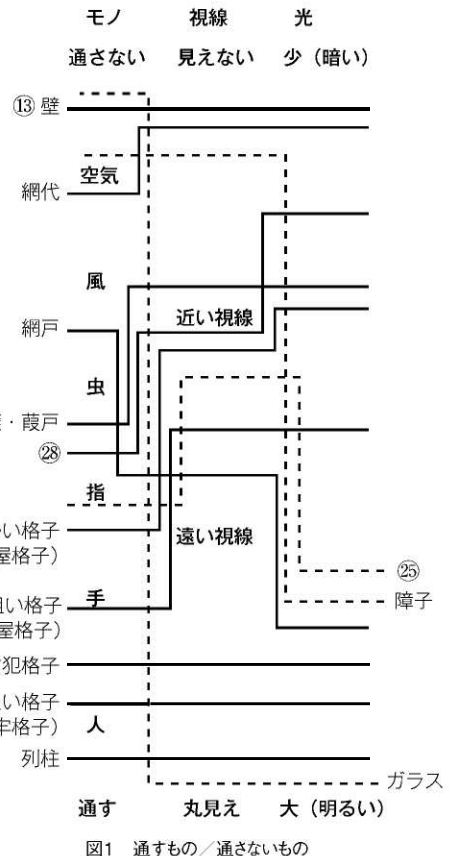 モノ 視線 光
通さない 見えない 少（暗い）
⑬ 壁
空気
網代
風
近い視線
網戸
虫
・葭戸
㉘
指
い格子
遠い視線
屋格子）
㉕
手
い格子
障子
屋格子）
犯格子
い格子
格子）
人
列柱
ガラス
通す 丸見え 大（明るい）
図1 通すもの／通さないもの